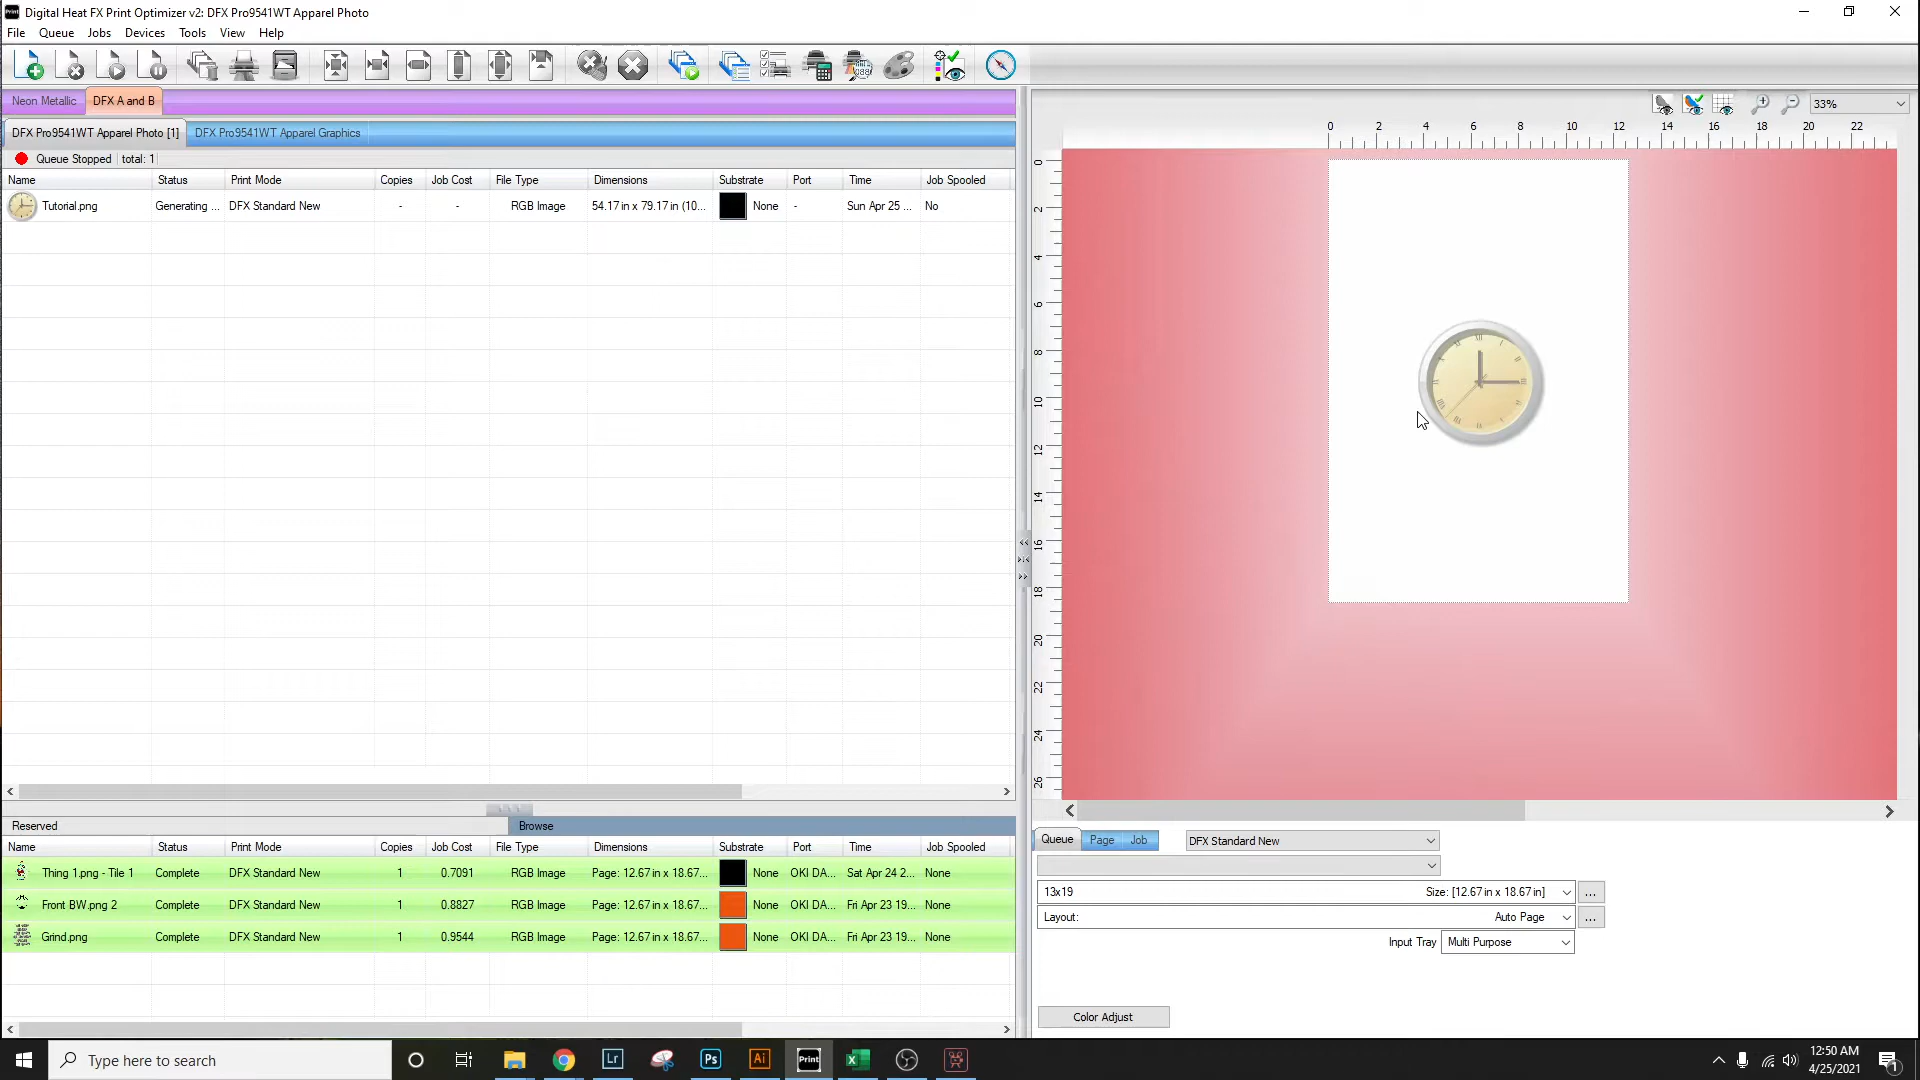 Digital Heat FX Print Optimizer v2: DFX Pro9541WT Apparel Photo
File Queue Jobs Devices Tools View Help
Neon Metallic DFX A and B
33%
DFX Pro9541WT Apparel Photo [1] DFX Pro9541WT Apparel Graphics
0 2 4 6 8 10 12 14 16 18 20 22
Queue Stopped total: 1
Name Status Print Mode Copies Job Cost File Type Dimensions Substrate Port Time Job Spooled
Tutorial.png Generating ... DFX Standard New - - RGB Image 54.17 in x 79.17 in (10... None - Sun Apr 25 ... No
0
2
4
6
8
10
12
14
16
18
20
22
24
26
Reserved Browse
Name Status Print Mode Copies Job Cost File Type Dimensions Substrate Port Time Job Spooled
Thing 1.png - Tile 1 Complete DFX Standard New 1 0.7091 RGB Image Page: 12.67 in x 18.67... None OKI DA... Sat Apr 24 2... None
Front BW.png 2 Complete DFX Standard New 1 0.8827 RGB Image Page: 12.67 in x 18.67... None OKI DA... Fri Apr 23 19... None
Grind.png Complete DFX Standard New 1 0.9544 RGB Image Page: 12.67 in x 18.67... None OKI DA... Fri Apr 23 19... None
Queue Page Job DFX Standard New
13x19 Size: [12.67 in x 18.67 in] ...
Layout: Auto Page ...
Input Tray Multi Purpose
Color Adjust
Type here to search
Lr Ps Ai Print
12:50 AM
4/25/2021
1